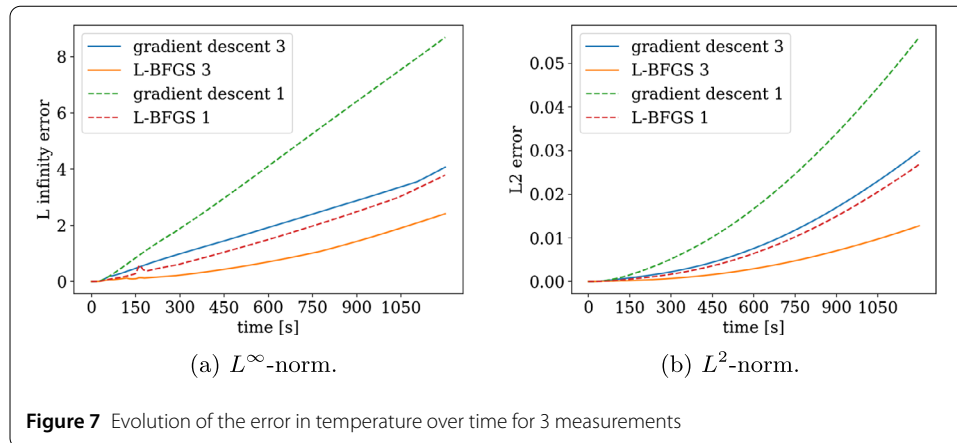 gradient descent 3
L-BFGS 3
gradient descent 1
L-BFGS 1
L infinity error
8
6
4
2
0
0 150 300 450 600 750 900 1050
time [s]
(a) L∞-norm.
gradient descent 3
L-BFGS 3
gradient descent 1
L-BFGS 1
L2 error
0.05
0.04
0.03
0.02
0.01
0.00
0 150 300 450 600 750 900 1050
time [s]
(b) L²-norm.
Figure 7 Evolution of the error in temperature over time for 3 measurements